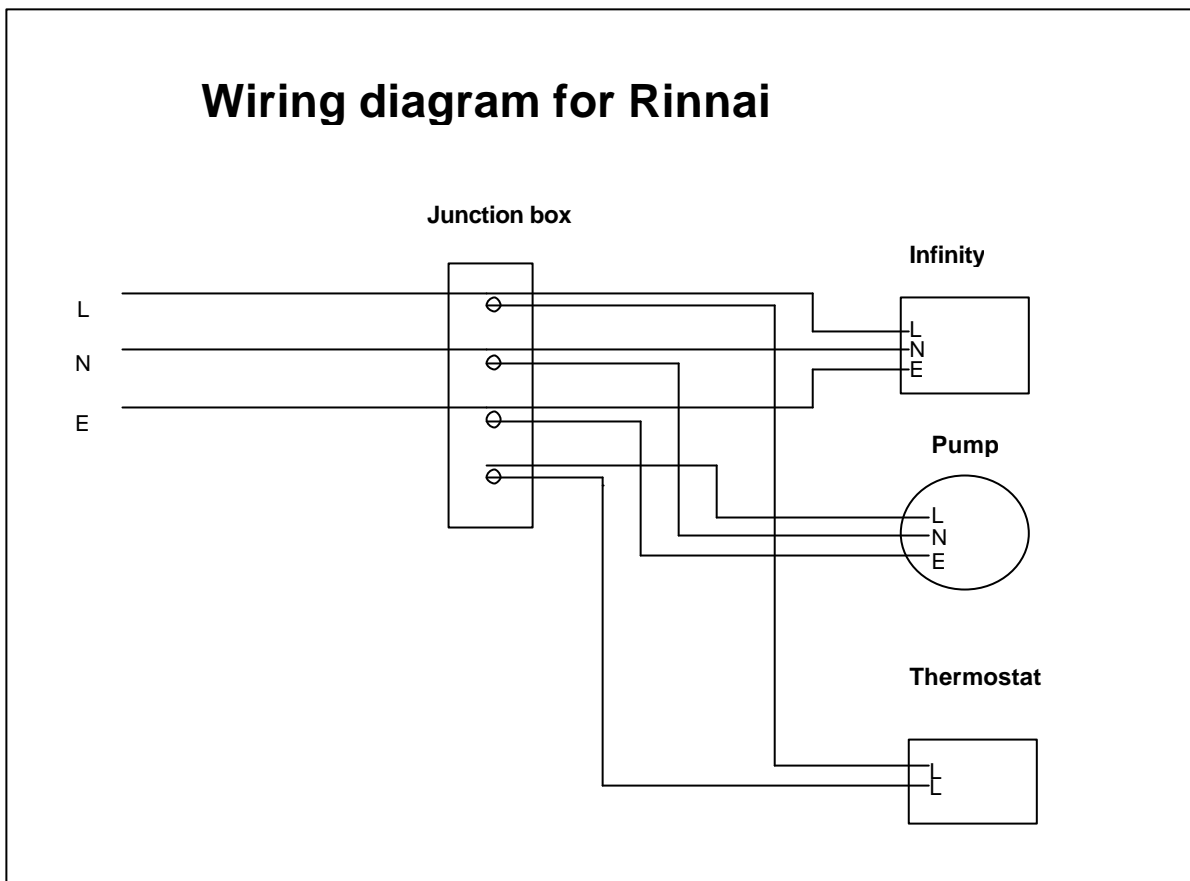 Wiring diagram for Rinnai
Junction box
Infinity
L
N
E
L
N
E
Pump
L
N
E
Thermostat
L
L